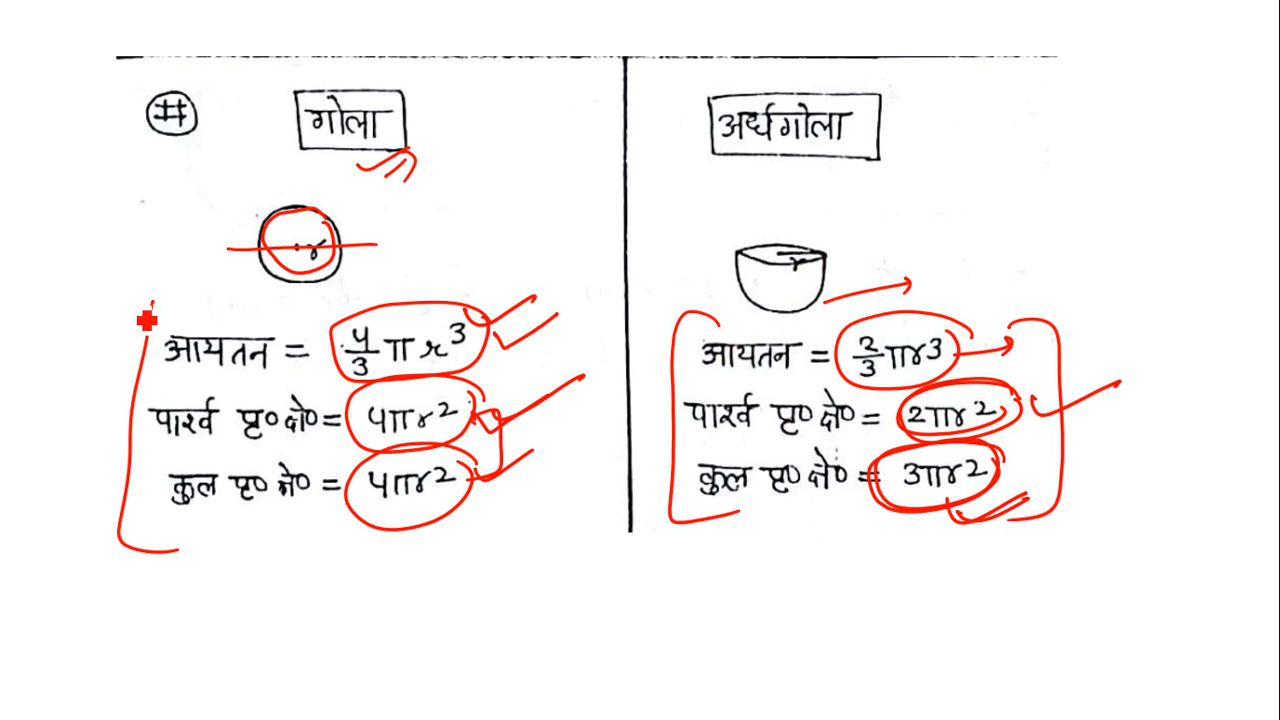 # गोला
r
आयतन = 4/3 πr³
पार्श्व पृ० क्षे० = 4πr²
कुल पृ० क्षे० = 4πr²
अर्धगोला
r
आयतन = 2/3 πr³
पार्श्व पृ० क्षे० = 2πr²
कुल पृ० क्षे० = 3πr²